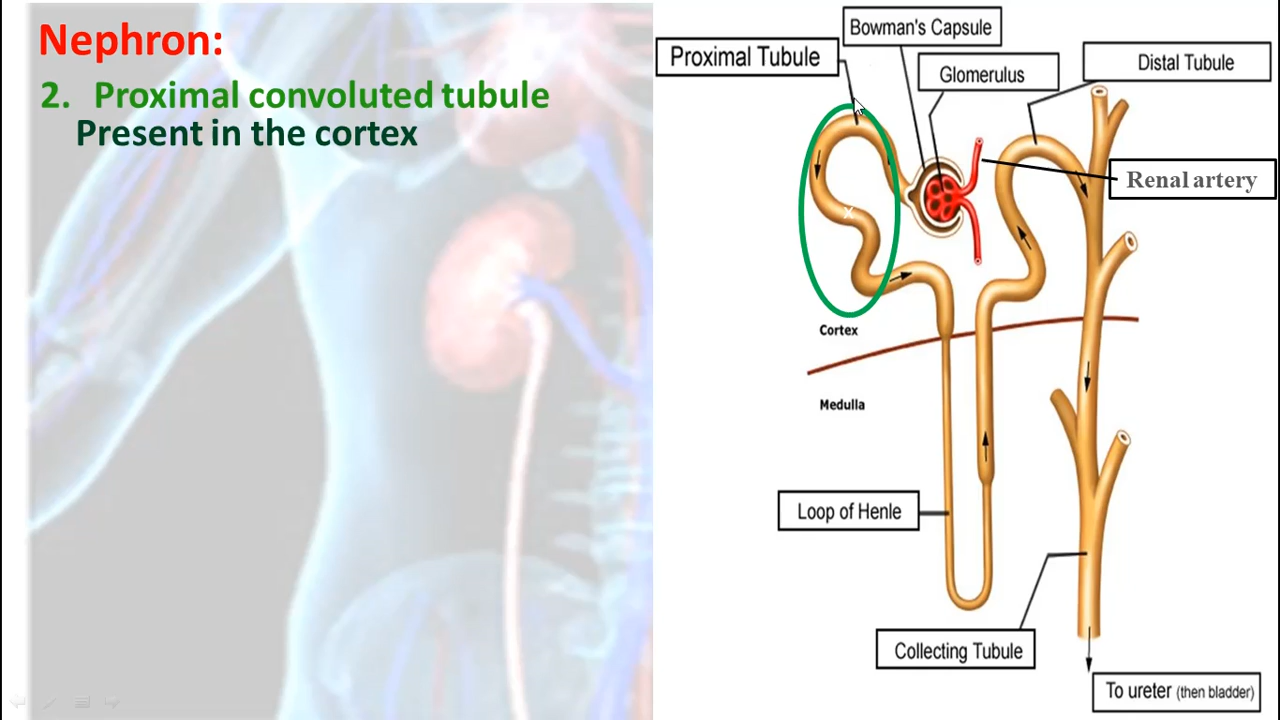 Nephron:
2. Proximal convoluted tubule
Present in the cortex
Bowman's Capsule
Proximal Tubule
Glomerulus
Distal Tubule
Renal artery
x
Cortex
Medulla
Loop of Henle
Collecting Tubule
To ureter (then bladder)